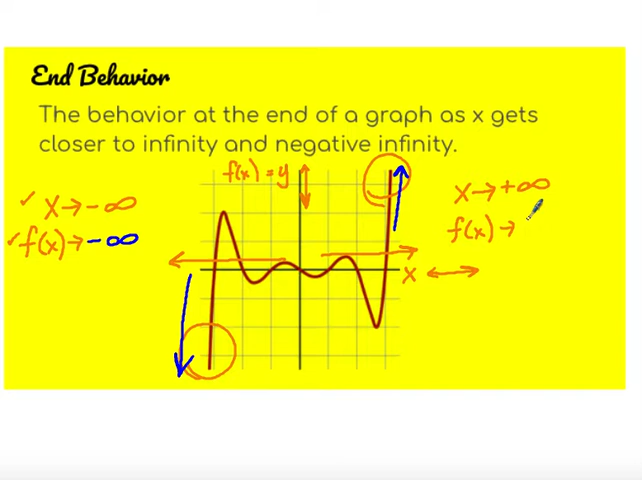 End Behavior
The behavior at the end of a graph as x gets
closer to infinity and negative infinity.
f(x) = y
✓ x → -∞
✓ f(x) → -∞
x → +∞
f(x) →
x ↔